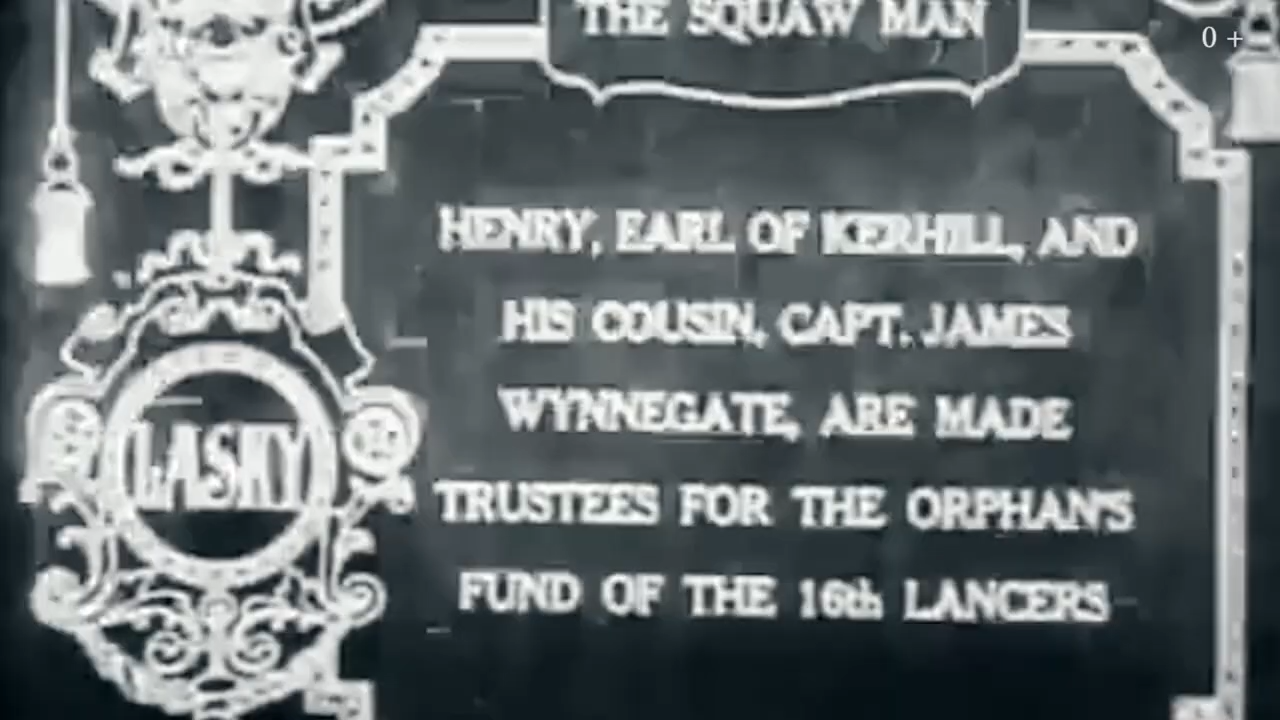 THE SQUAW MAN
0 +
HENRY, EARL OF KERHILL, AND
HIS COUSIN, CAPT. JAMES
WYNNEGATE, ARE MADE
TRUSTEES FOR THE ORPHAN'S
FUND OF THE 16th LANCERS
LASKY